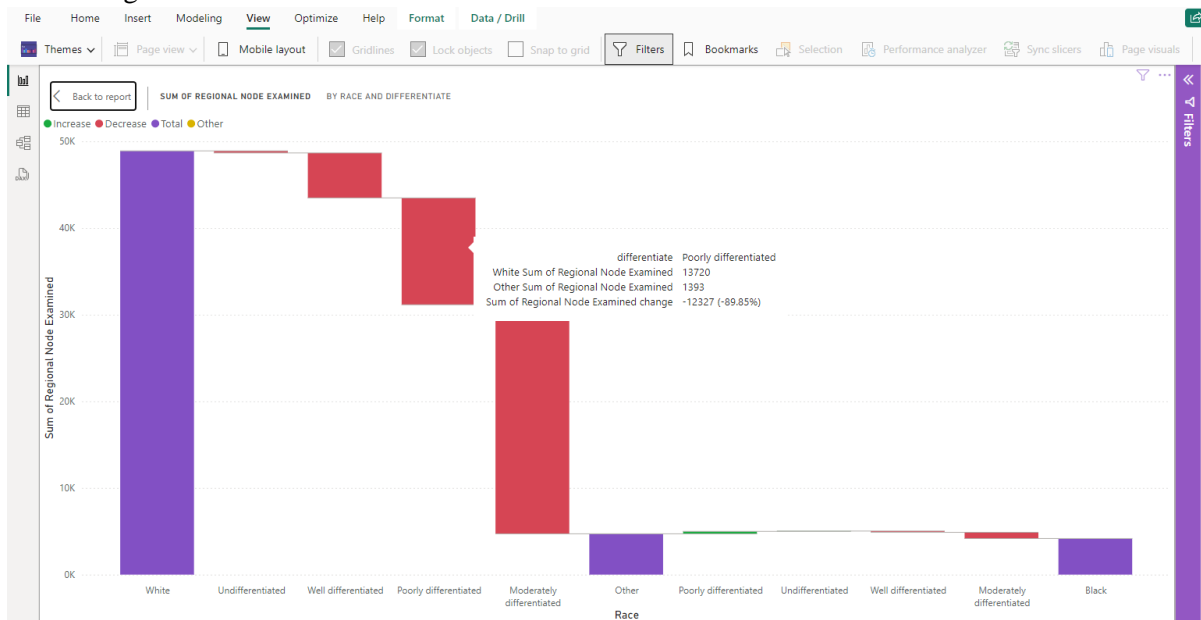 File Home Insert Modeling View Optimize Help Format Data / Drill
Themes Page view Mobile layout Gridlines Lock objects Snap to grid Filters Bookmarks Selection Performance analyzer Sync slicers Page visuals
Back to report SUM OF REGIONAL NODE EXAMINED BY RACE AND DIFFERENTIATE
Increase Decrease Total Other
50K
40K
30K
20K
10K
0K
Sum of Regional Node Examined
differentiate Poorly differentiated
White Sum of Regional Node Examined 13720
Other Sum of Regional Node Examined 1393
Sum of Regional Node Examined change -12327 (-89.85%)
White Undifferentiated Well differentiated Poorly differentiated Moderately differentiated Other Poorly differentiated Undifferentiated Well differentiated Moderately differentiated Black
Race
Filters